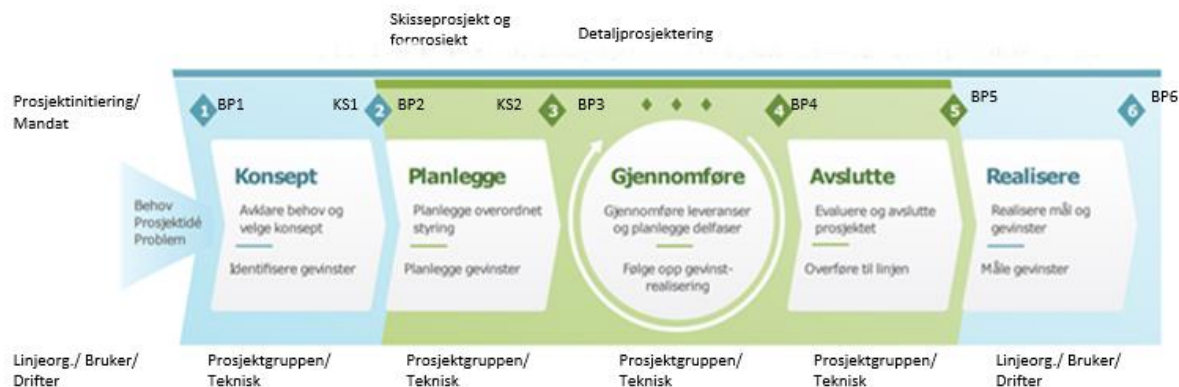 Skisseprosjekt og
forprosjekt
Detaljprosjektering
Prosjektinitiering/
Mandat
1 BP1
KS1 2 BP2
KS2 3 BP3
4 BP4
5 BP5
6 BP6
Behov
Prosjektidé
Problem
Konsept
Avklare behov og
velge konsept
Identifisere gevinster
Planlegge
Planlegge overordnet
styring
Planlegge gevinster
Gjennomføre
Gjennomføre leveranser
og planlegge delfaser
Følge opp gevinst-
realisering
Avslutte
Evaluere og avslutte
prosjektet
Overføre til linjen
Realisere
Realisere mål og
gevinster
Måle gevinster
Linjeorg./ Bruker/
Drifter
Prosjektgruppen/
Teknisk
Prosjektgruppen/
Teknisk
Prosjektgruppen/
Teknisk
Prosjektgruppen/
Teknisk
Linjeorg./ Bruker/
Drifter